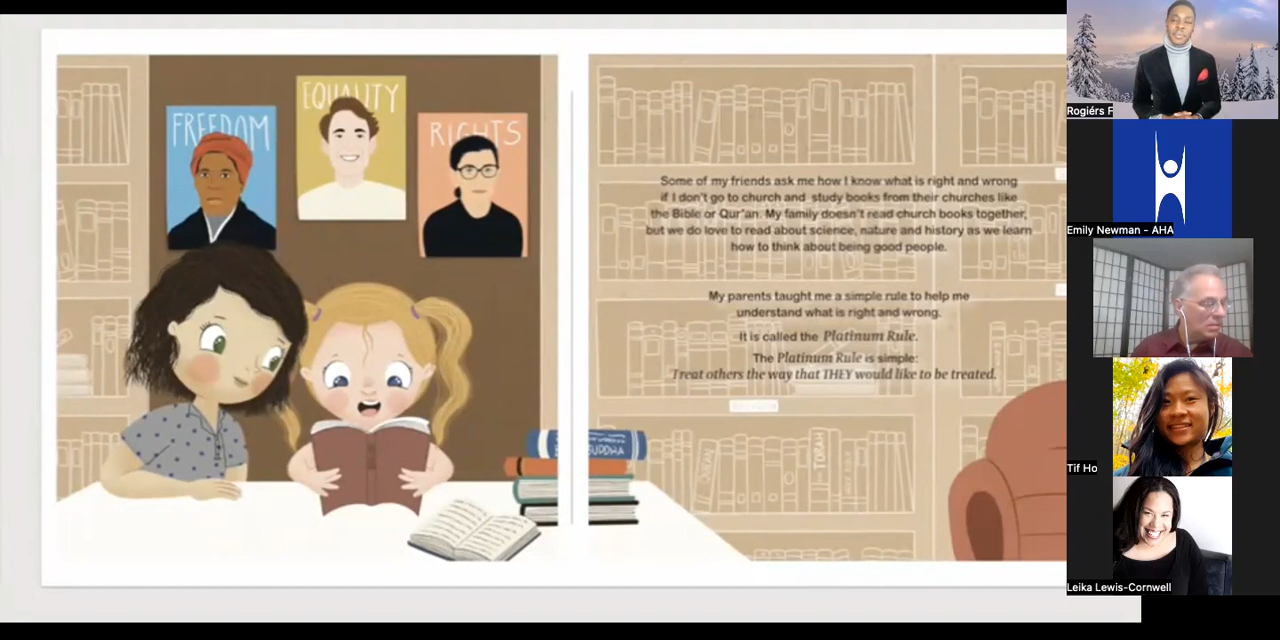 FREEDOM
EQUALITY
RIGHTS
Some of my friends ask me how I know what is right and wrong
if I don't go to church and study books from their churches like
the Bible or Qur'an. My family doesn't read church books together,
but we do love to read about science, nature and history as we learn
how to think about being good people.
My parents taught me a simple rule to help me
understand what is right and wrong.
It is called the Platinum Rule.
The Platinum Rule is simple:
Treat others the way that THEY would like to be treated.
BUDDHA
QURAN
TORAH
HOLY BIBLE
Rogiérs F
Emily Newman - AHA
Tif Ho
Leika Lewis-Cornwell